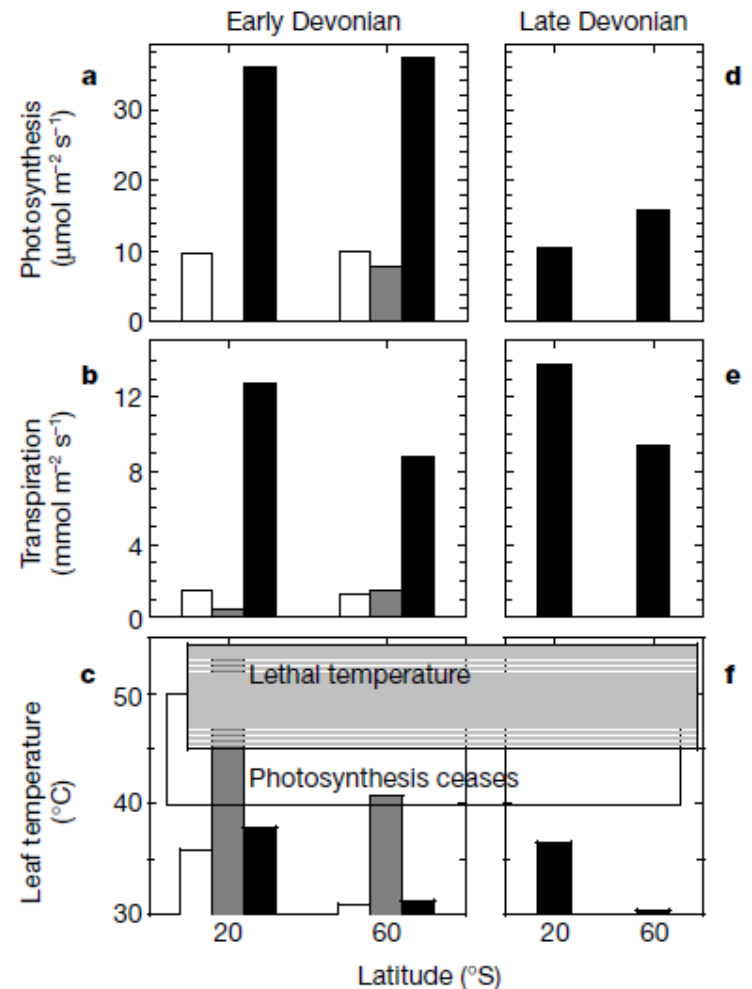 Early Devonian
Late Devonian
a
d
Photosynthesis
(μmol m⁻² s⁻¹)
30
20
10
0
b
e
Transpiration
(mmol m⁻² s⁻¹)
12
8
4
0
c
f
Lethal temperature
Photosynthesis ceases
Leaf temperature
(°C)
50
40
30
20
60
20
60
Latitude (°S)